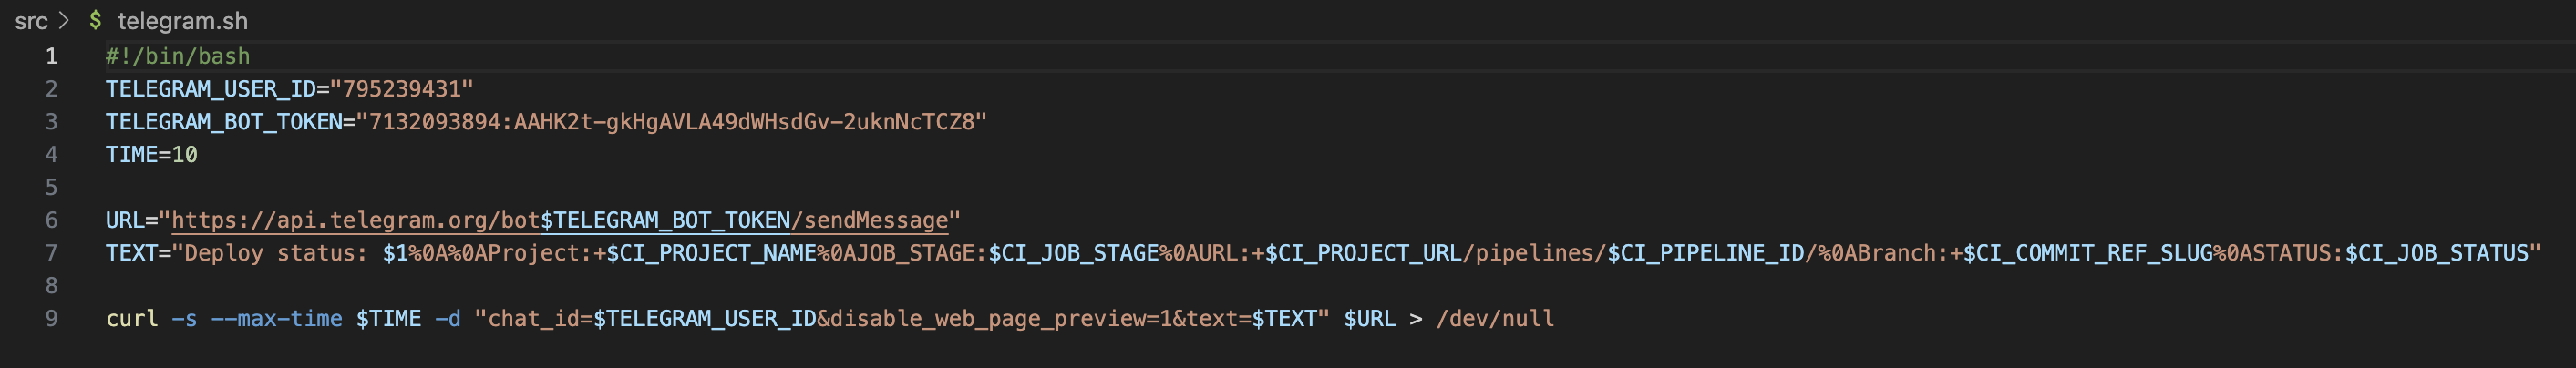 src > $ telegram.sh
1 #!/bin/bash
2 TELEGRAM_USER_ID="795239431"
3 TELEGRAM_BOT_TOKEN="7132093894:AAHK2t-gkHgAVLA49dWHsdGv-2uknNcTCZ8"
4 TIME=10
5
6 URL="https://api.telegram.org/bot$TELEGRAM_BOT_TOKEN/sendMessage"
7 TEXT="Deploy status: $1%0A%0AProject:+$CI_PROJECT_NAME%0AJOB_STAGE:$CI_JOB_STAGE%0AURL:+$CI_PROJECT_URL/pipelines/$CI_PIPELINE_ID/%0ABranch:+$CI_COMMIT_REF_SLUG%0ASTATUS:$CI_JOB_STATUS"
8
9 curl -s --max-time $TIME -d "chat_id=$TELEGRAM_USER_ID&disable_web_page_preview=1&text=$TEXT" $URL > /dev/null